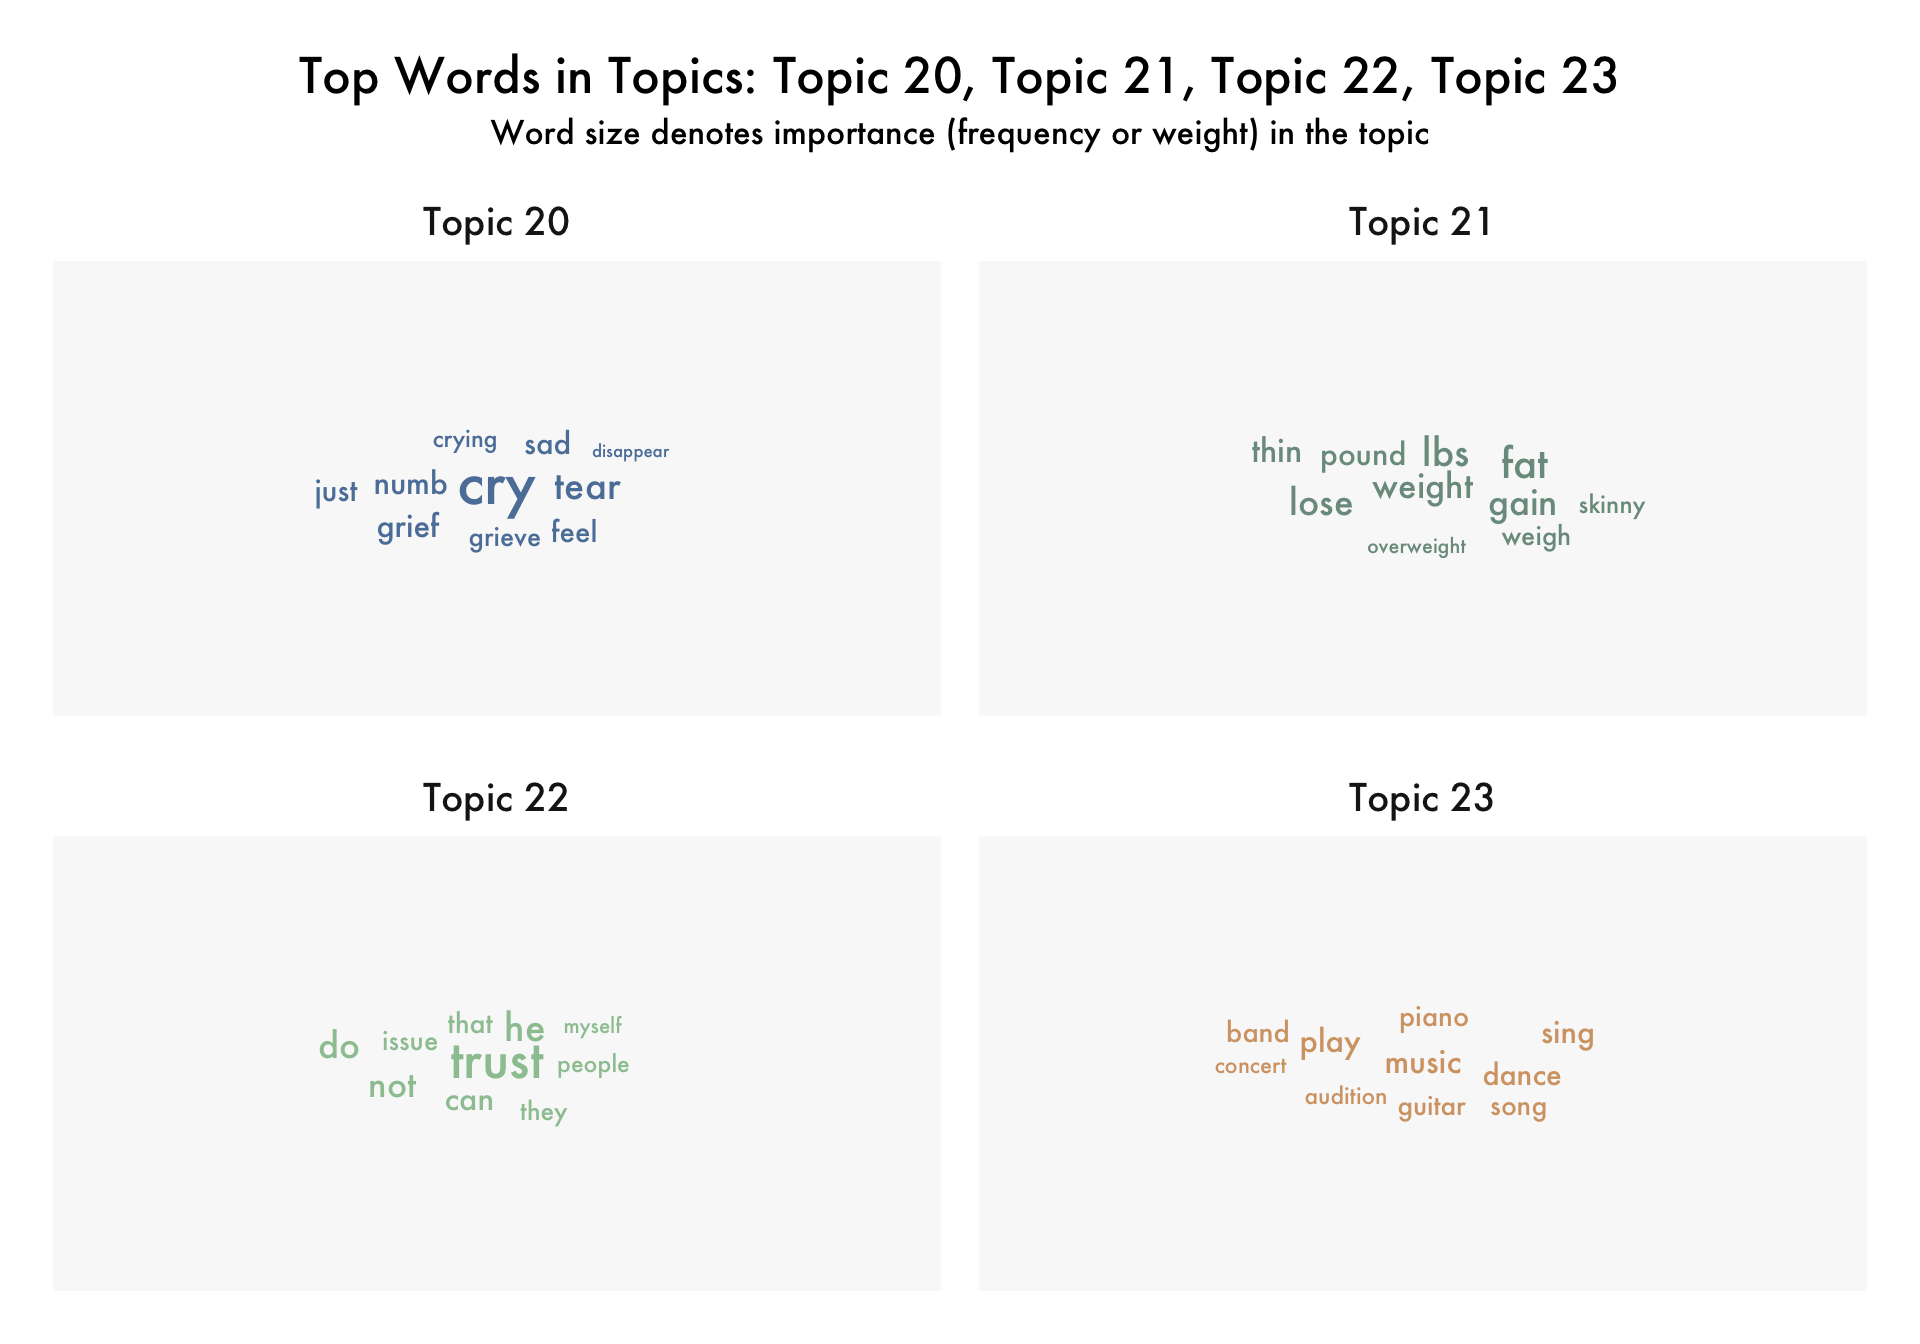 Top Words in Topics: Topic 20, Topic 21, Topic 22, Topic 23
Word size denotes importance (frequency or weight) in the topic
Topic 20
crying sad disappear
just numb cry tear
grief grieve feel
Topic 21
thin pound lbs fat
lose weight gain skinny
overweight weigh
Topic 22
that he myself
do issue trust people
not can they
Topic 23
band play piano sing
concert music dance
audition guitar song